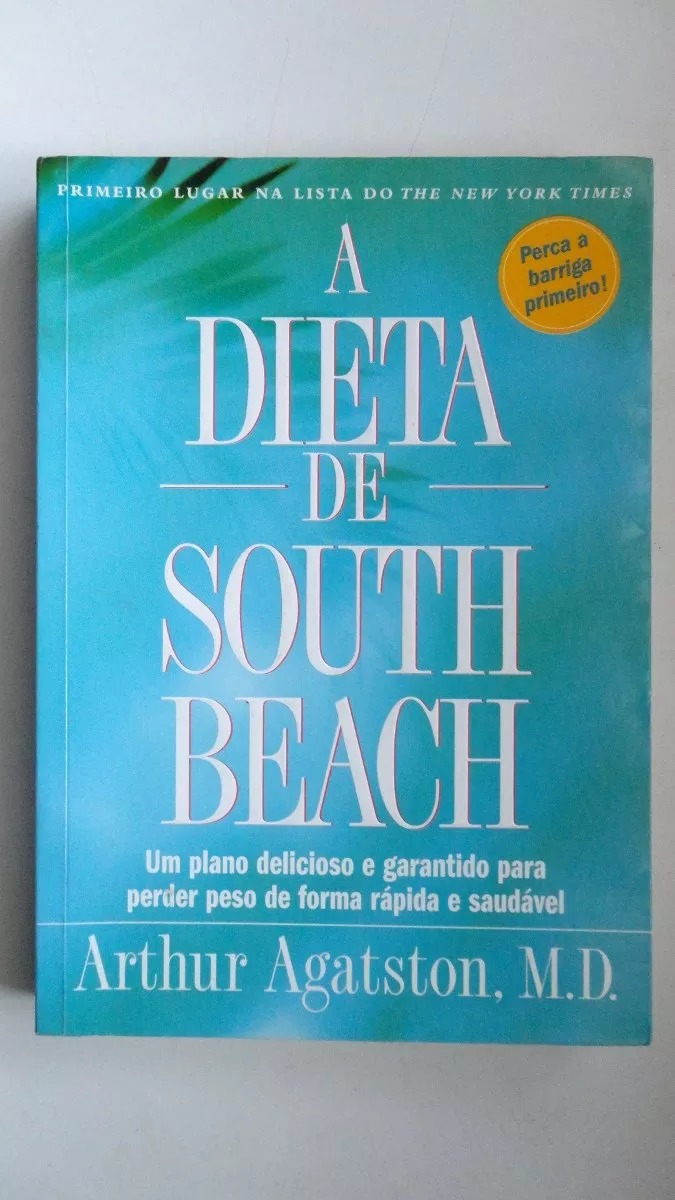 PRIMEIRO LUGAR NA LISTA DO THE NEW YORK TIMES
A
Perca a
barriga
primeiro!
DIETA
DE
SOUTH
BEACH
Um plano delicioso e garantido para
perder peso de forma rápida e saudável
Arthur Agatston, M.D.